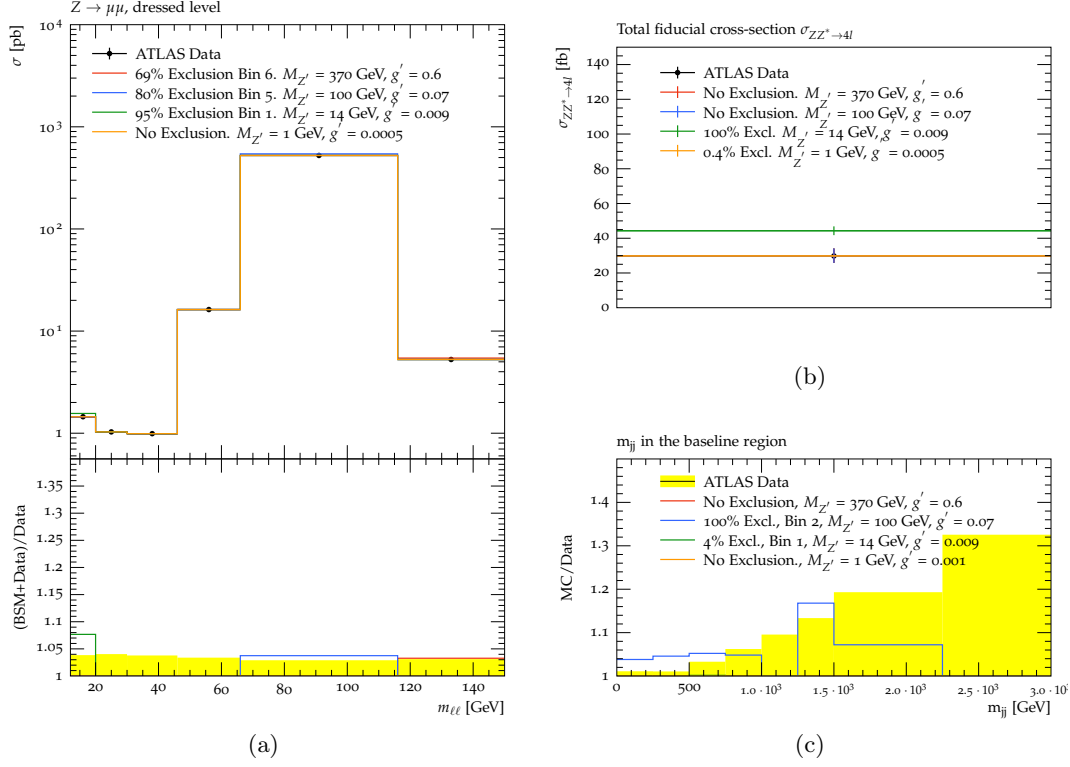 Z → μμ, dressed level
σ [pb]
10⁴
10³
10²
10¹
1
ATLAS Data
69% Exclusion Bin 6. M_Z′ = 370 GeV, g′ = 0.6
80% Exclusion Bin 5. M_Z′ = 100 GeV, g′ = 0.07
95% Exclusion Bin 1. M_Z′ = 14 GeV, g′ = 0.009
No Exclusion. M_Z′ = 1 GeV, g′ = 0.0005
(BSM+Data)/Data
1.35
1.3
1.25
1.2
1.15
1.1
1.05
1
20 40 60 80 100 120 140
m_ℓℓ [GeV]
(a)
Total fiducial cross-section σ_ZZ*→4l
σ_ZZ*→4l [fb]
140
120
100
80
60
40
20
0
ATLAS Data
No Exclusion. M_Z′ = 370 GeV, g′ = 0.6
No Exclusion. M_Z′ = 100 GeV, g′ = 0.07
100% Excl. M_Z′ = 14 GeV, g′ = 0.009
0.4% Excl. M_Z′ = 1 GeV, g′ = 0.0005
(b)
m_jj in the baseline region
MC/Data
1.4
1.3
1.2
1.1
1
ATLAS Data
No Exclusion, M_Z′ = 370 GeV, g′ = 0.6
100% Excl., Bin 2, M_Z′ = 100 GeV, g′ = 0.07
4% Excl., Bin 1, M_Z′ = 14 GeV, g′ = 0.009
No Exclusion., M_Z′ = 1 GeV, g′ = 0.001
0 500 1.0 · 10³ 1.5 · 10³ 2.0 · 10³ 2.5 · 10³ 3.0 · 10
m_jj [GeV]
(c)